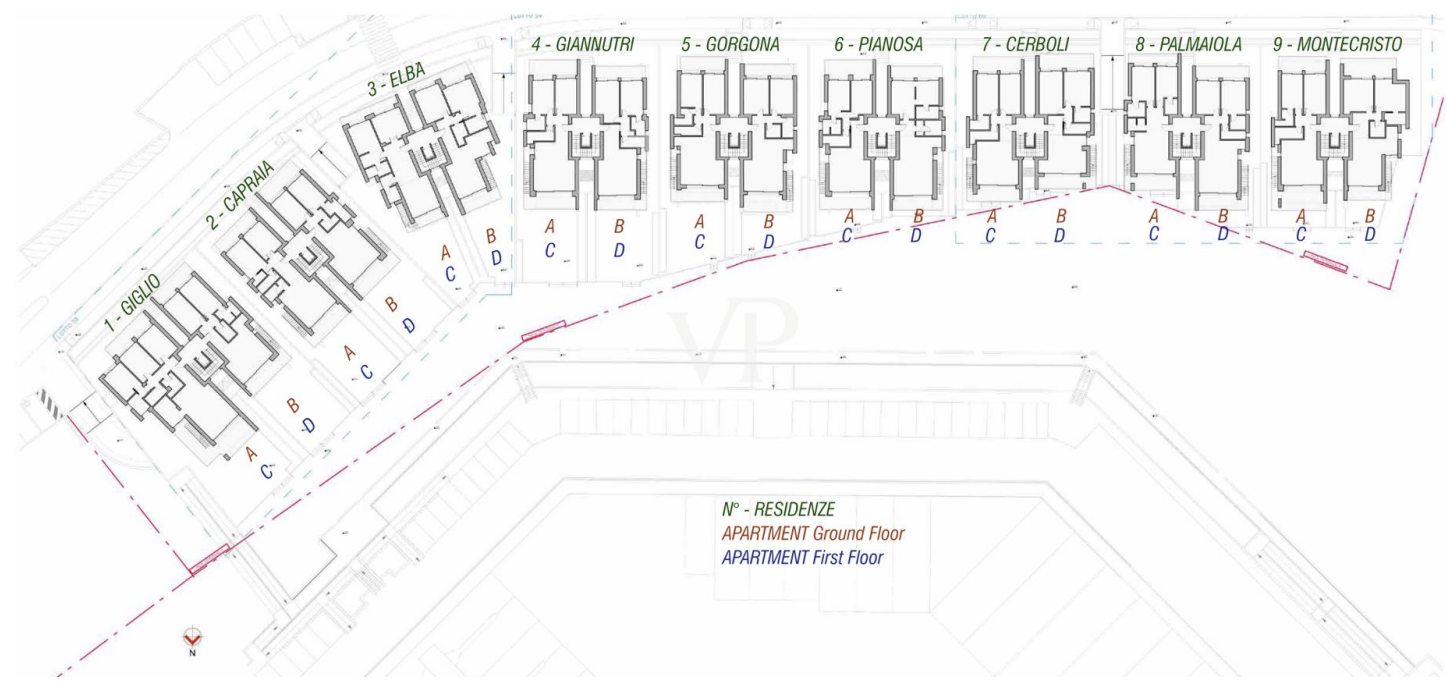 1 - GIGLIO
2 - CAPRAIA
3 - ELBA
4 - GIANNUTRI
5 - GORGONA
6 - PIANOSA
7 - CERBOLI
8 - PALMAIOLA
9 - MONTECRISTO
A
C
B
D
A
C
B
D
A
C
B
D
A
C
B
D
A
C
B
D
A
C
B
D
A
C
B
D
A
C
B
D
A
C
B
D
VP
N° - RESIDENZE
APARTMENT Ground Floor
APARTMENT First Floor
N